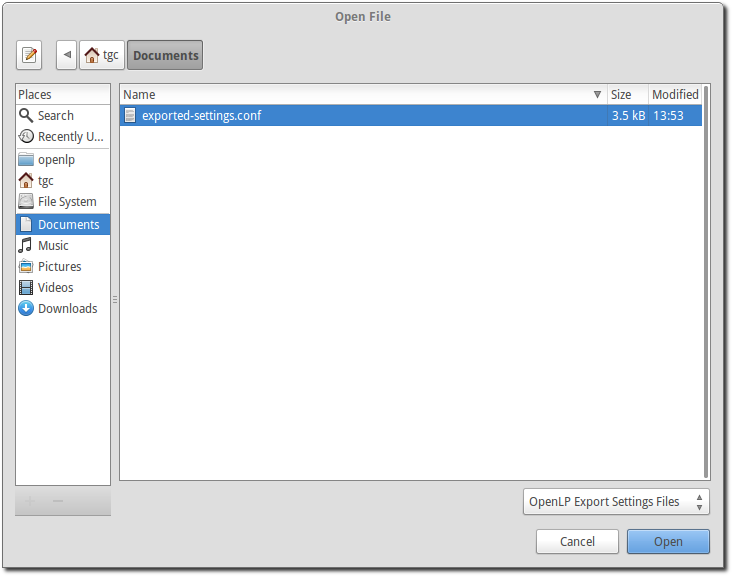 Open File
tgc Documents
Places
Search
Recently U...
openlp
tgc
File System
Documents
Music
Pictures
Videos
Downloads
Name Size Modified
exported-settings.conf 3.5 kB 13:53
OpenLP Export Settings Files
Cancel Open